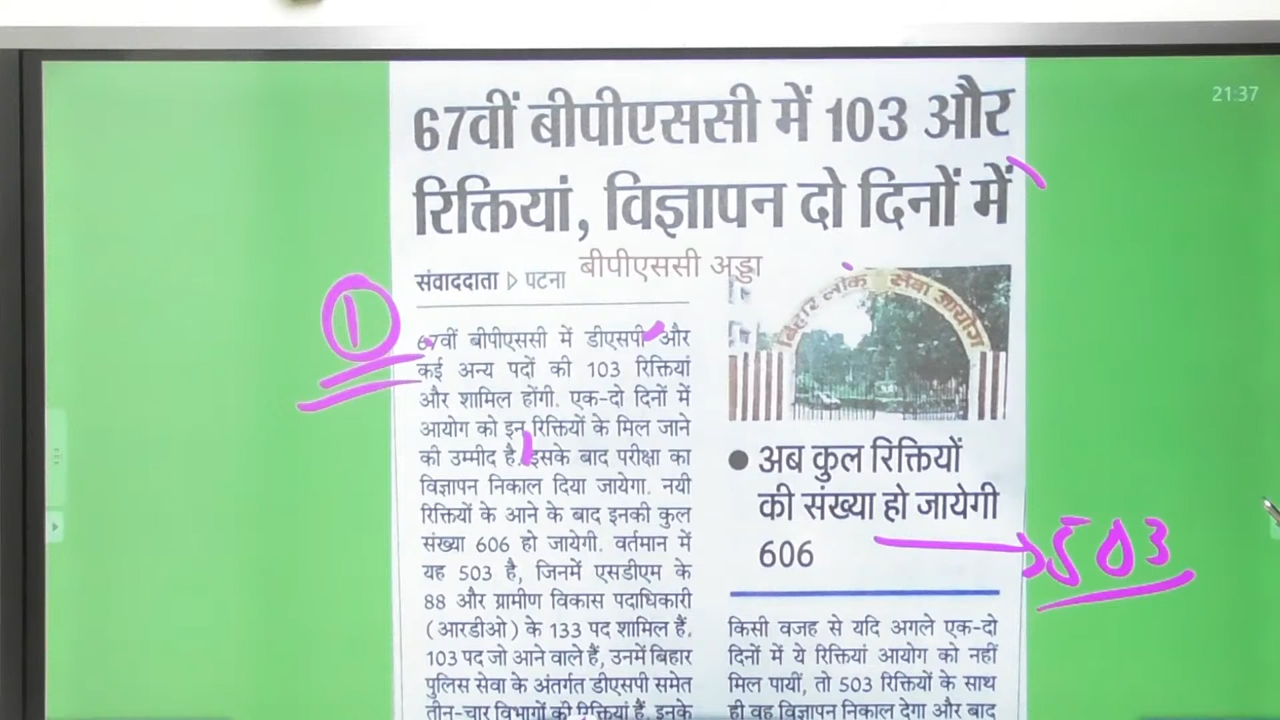 21:37
67वीं बीपीएससी में 103 और
रिक्तियां, विज्ञापन दो दिनों में
बीपीएससी अड्डा
संवाददाता ▷ पटना
1
67वीं बीपीएससी में डीएसपी और
कई अन्य पदों की 103 रिक्तियां
और शामिल होंगी. एक-दो दिनों में
आयोग को इन रिक्तियों के मिल जाने
की उम्मीद है. इसके बाद परीक्षा का
विज्ञापन निकाल दिया जायेगा. नयी
रिक्तियों के आने के बाद इनकी कुल
संख्या 606 हो जायेगी. वर्तमान में
यह 503 है, जिनमें एसडीएम के
88 और ग्रामीण विकास पदाधिकारी
(आरडीओ) के 133 पद शामिल हैं.
103 पद जो आने वाले हैं, उनमें बिहार
पुलिस सेवा के अंतर्गत डीएसपी समेत
तीन-चार विभागों की रिक्तियां हैं. इनके
बिहार लोक सेवा आयोग
● अब कुल रिक्तियों
की संख्या हो जायेगी
606
503
किसी वजह से यदि अगले एक-दो
दिनों में ये रिक्तियां आयोग को नहीं
मिल पायीं, तो 503 रिक्तियों के साथ
ही वह विज्ञापन निकाल देगा और बाद